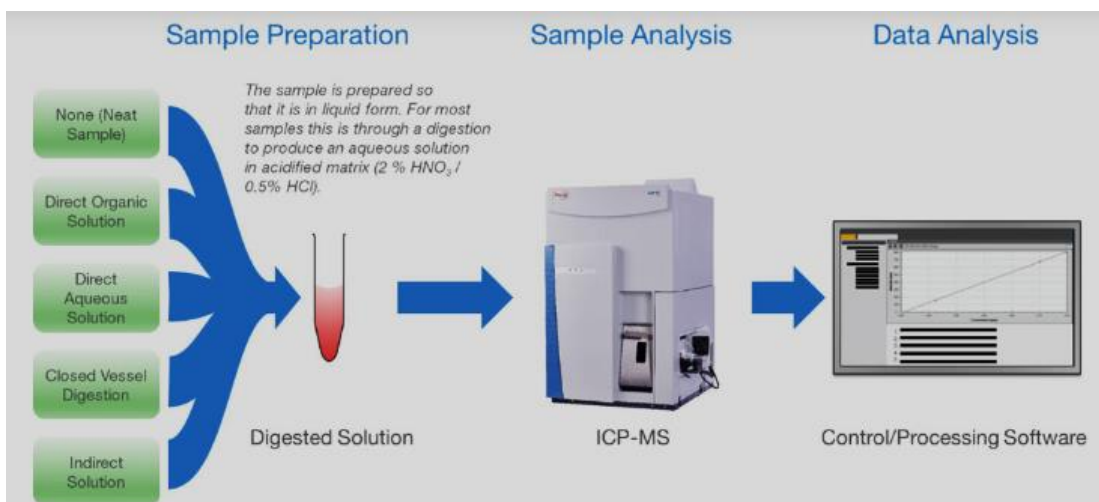 Sample Preparation
Sample Analysis
Data Analysis
None (Neat
Sample)
Direct Organic
Solution
Direct
Aqueous
Solution
Closed Vessel
Digestion
Indirect
Solution
The sample is prepared so
that it is in liquid form. For most
samples this is through a digestion
to produce an aqueous solution
in acidified matrix (2 % HNO₃ /
0.5% HCl).
Digested Solution
ICP-MS
Control/Processing Software